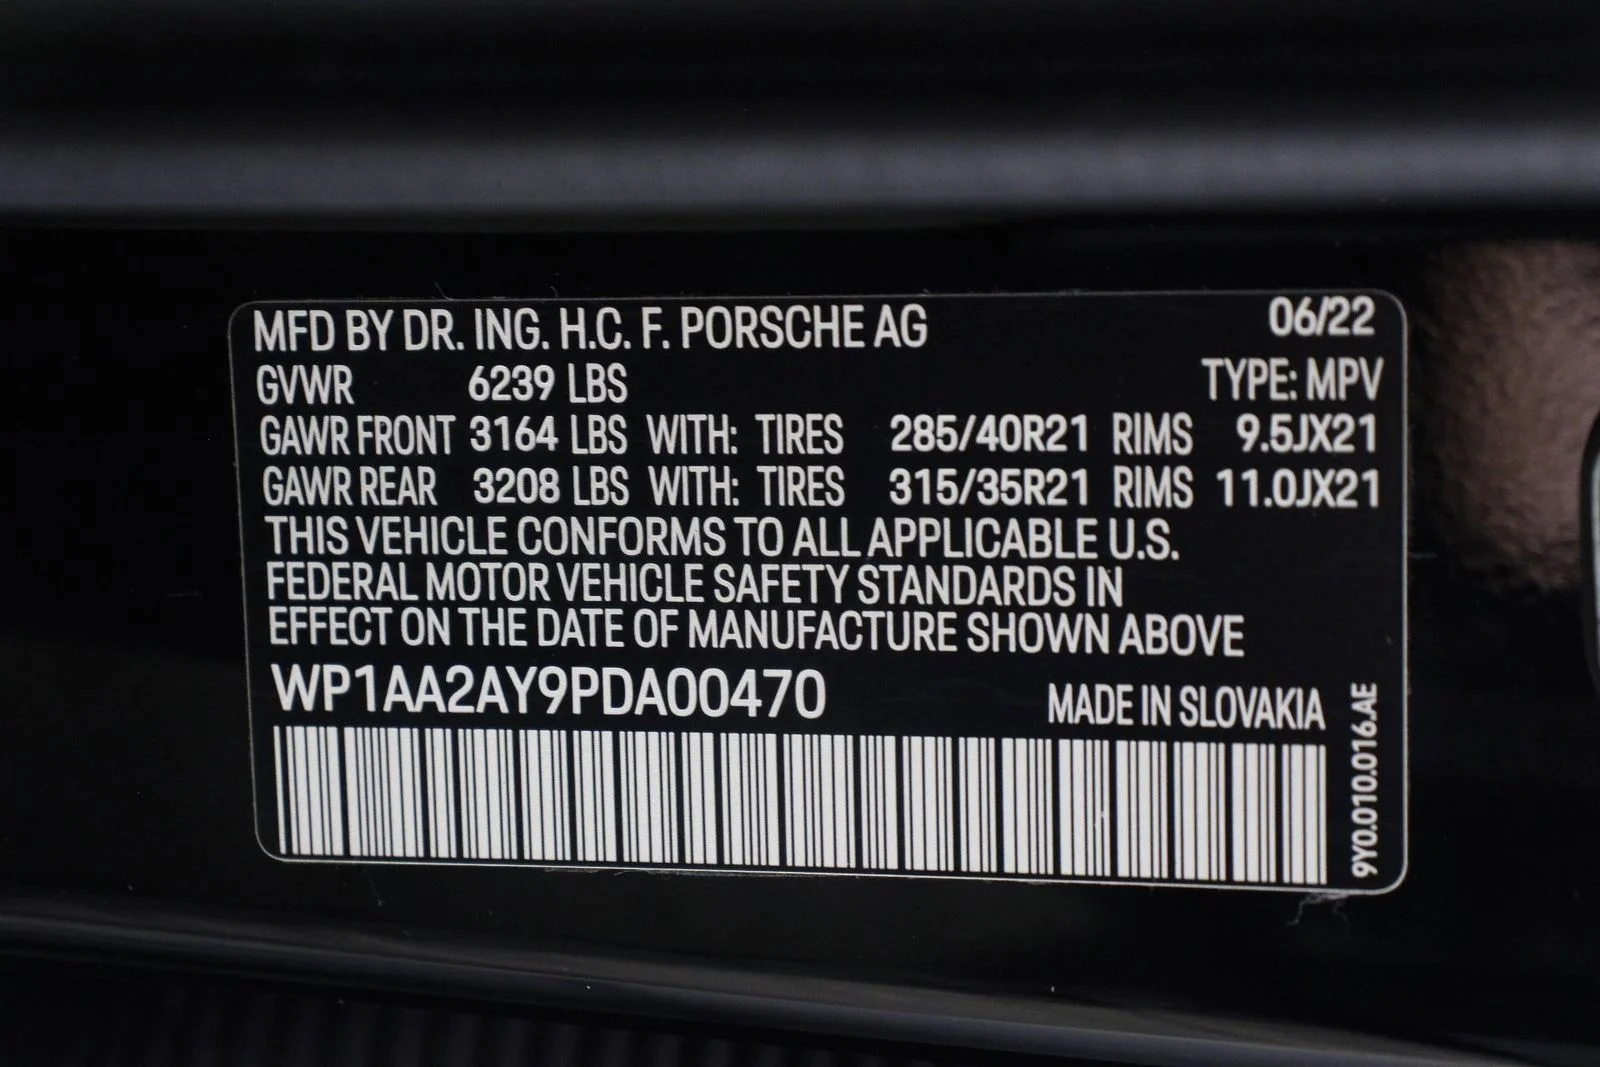 MFD BY DR. ING. H.C. F. PORSCHE AG 06/22
GVWR 6239 LBS TYPE: MPV
GAWR FRONT 3164 LBS WITH: TIRES 285/40R21 RIMS 9.5JX21
GAWR REAR 3208 LBS WITH: TIRES 315/35R21 RIMS 11.0JX21
THIS VEHICLE CONFORMS TO ALL APPLICABLE U.S.
FEDERAL MOTOR VEHICLE SAFETY STANDARDS IN
EFFECT ON THE DATE OF MANUFACTURE SHOWN ABOVE
WP1AA2AY9PDA00470 MADE IN SLOVAKIA
9Y0.010.016.AE